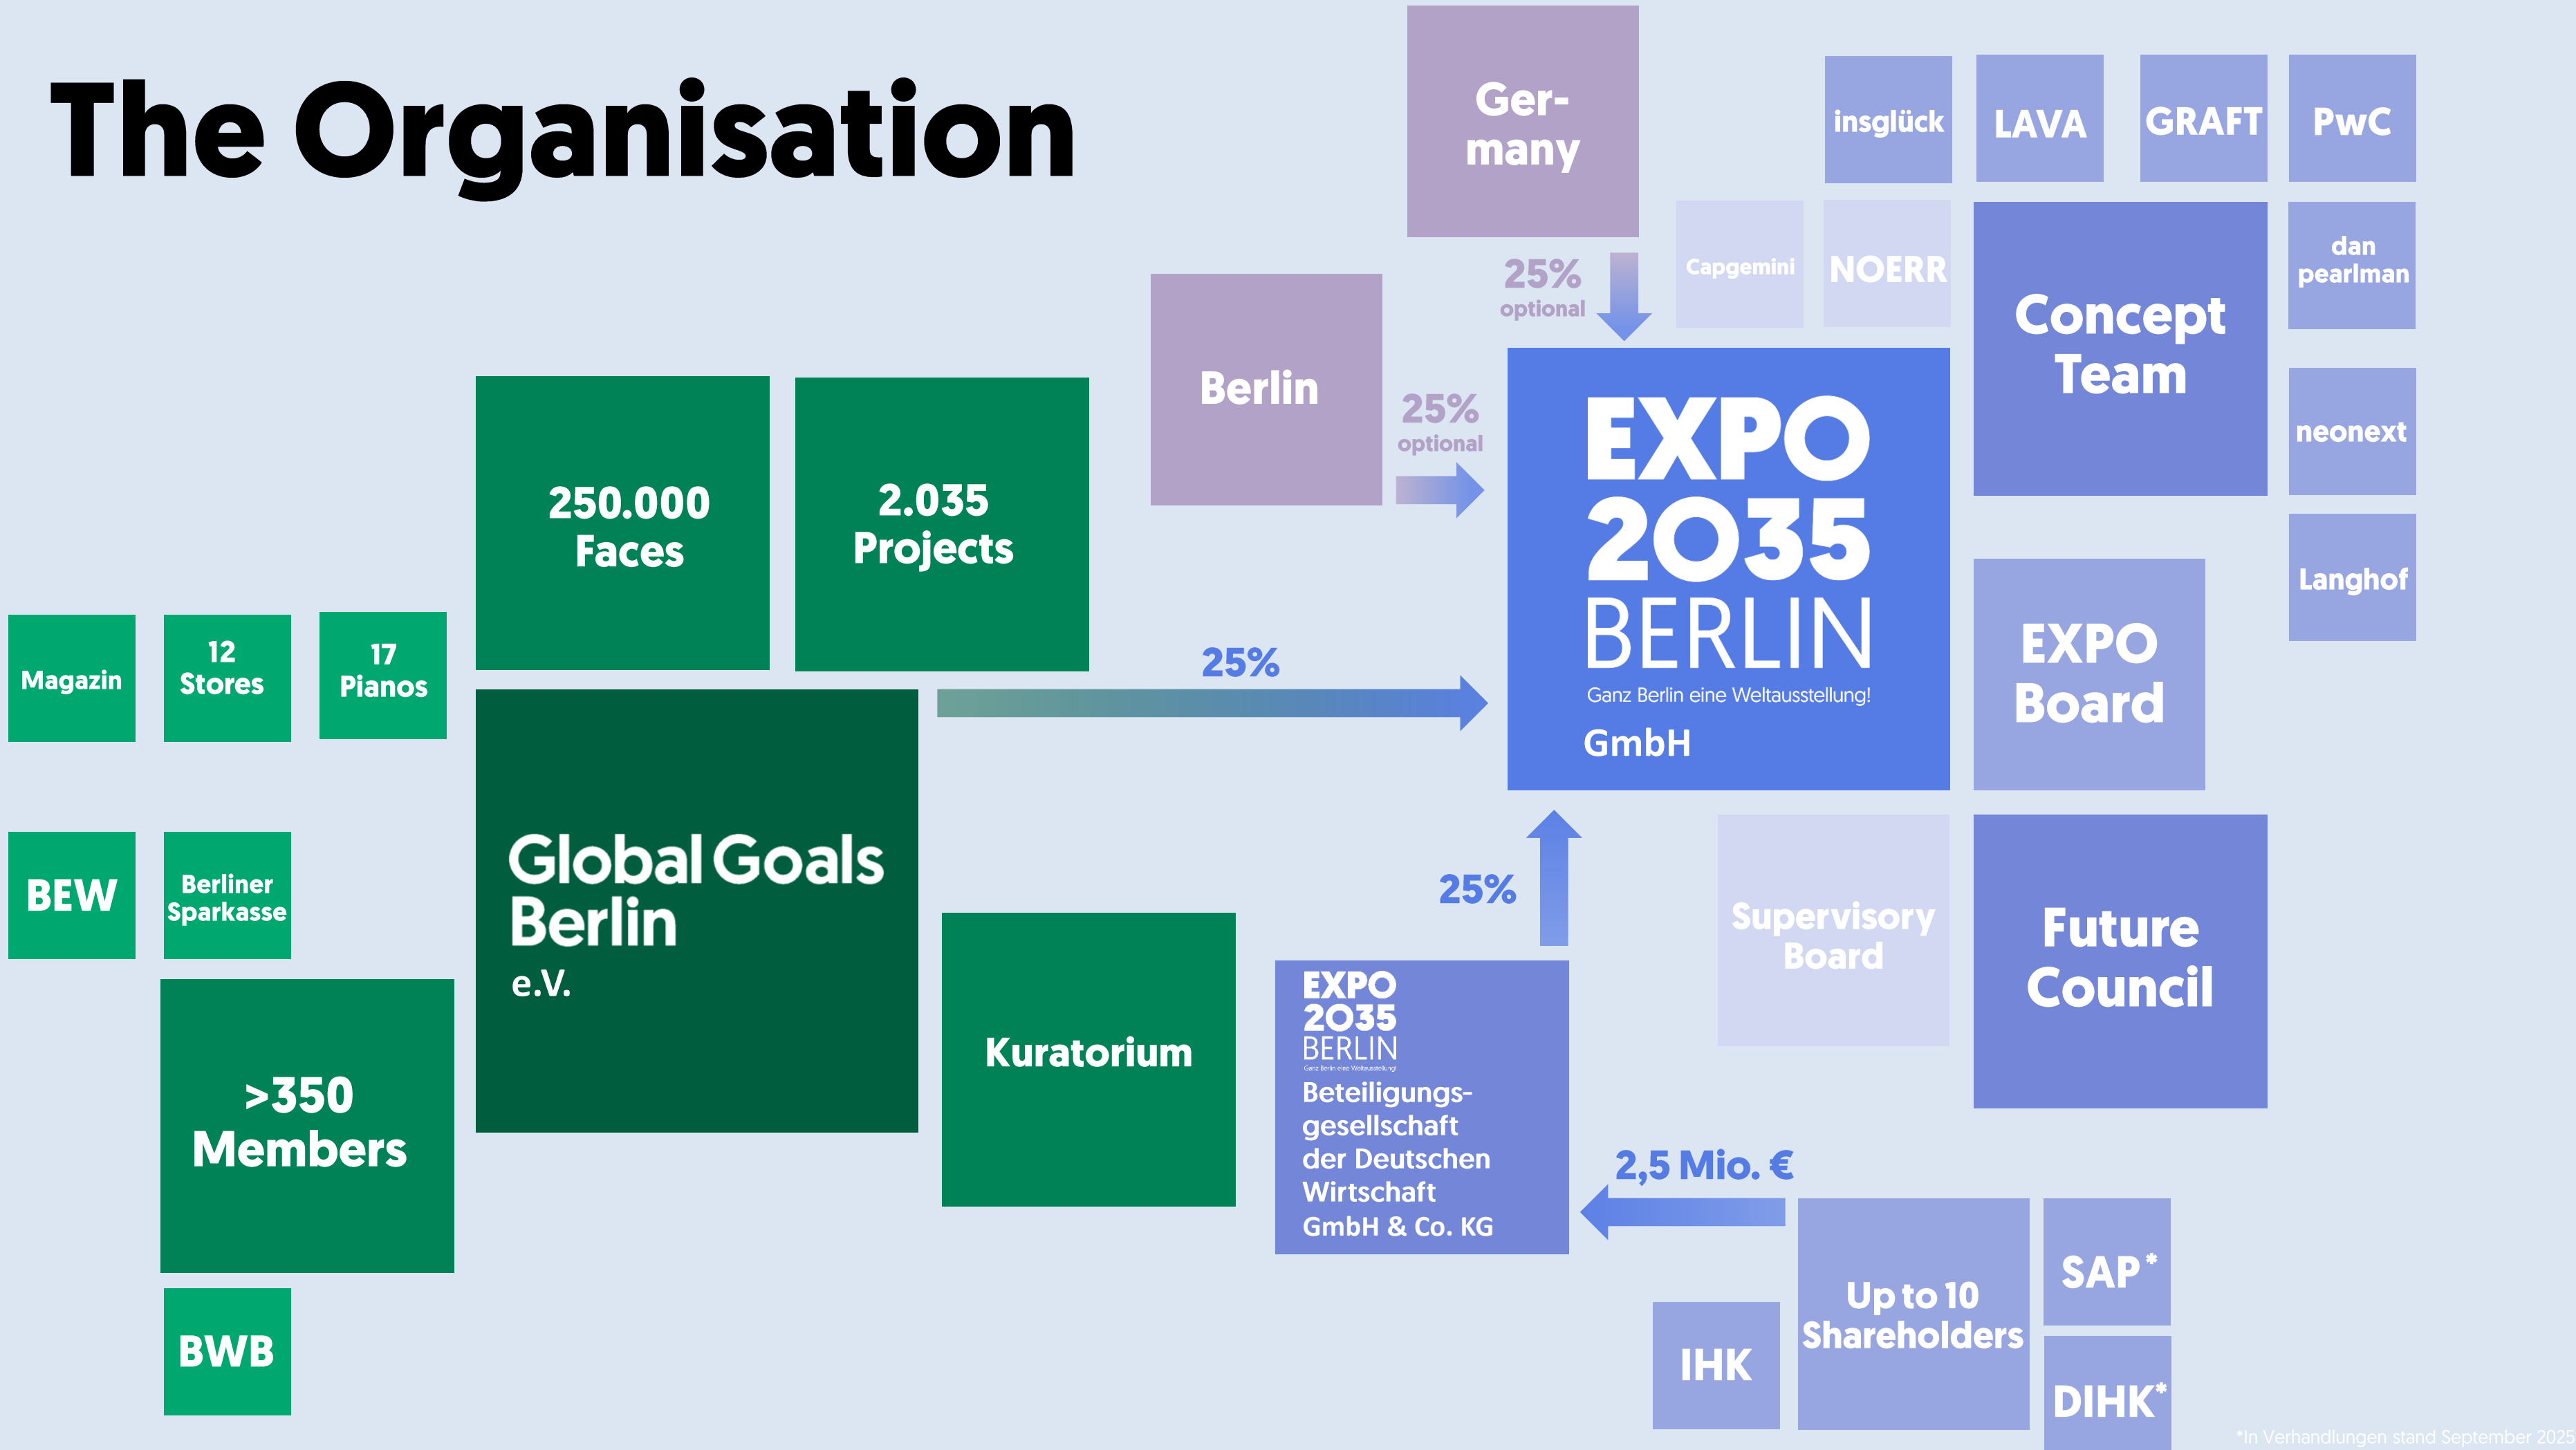 The Organisation
Ger-
many
25%
optional
Berlin
25%
optional
insglück
LAVA
GRAFT
PwC
Capgemini
NOERR
Concept
Team
dan
pearlman
neonext
Langhof
EXPO
2035
BERLIN
Ganz Berlin eine Weltausstellung!
GmbH
EXPO
Board
Supervisory
Board
Future
Council
250.000
Faces
2.035
Projects
25%
Magazin
12
Stores
17
Pianos
BEW
Berliner
Sparkasse
Global Goals
Berlin
e.V.
>350
Members
BWB
Kuratorium
25%
EXPO
2035
BERLIN
Ganz Berlin eine Weltausstellung!
Beteiligungs-
gesellschaft
der Deutschen
Wirtschaft
GmbH & Co. KG
2,5 Mio. €
Up to 10
Shareholders
IHK
SAP*
DIHK*
*In Verhandlungen stand September 2025